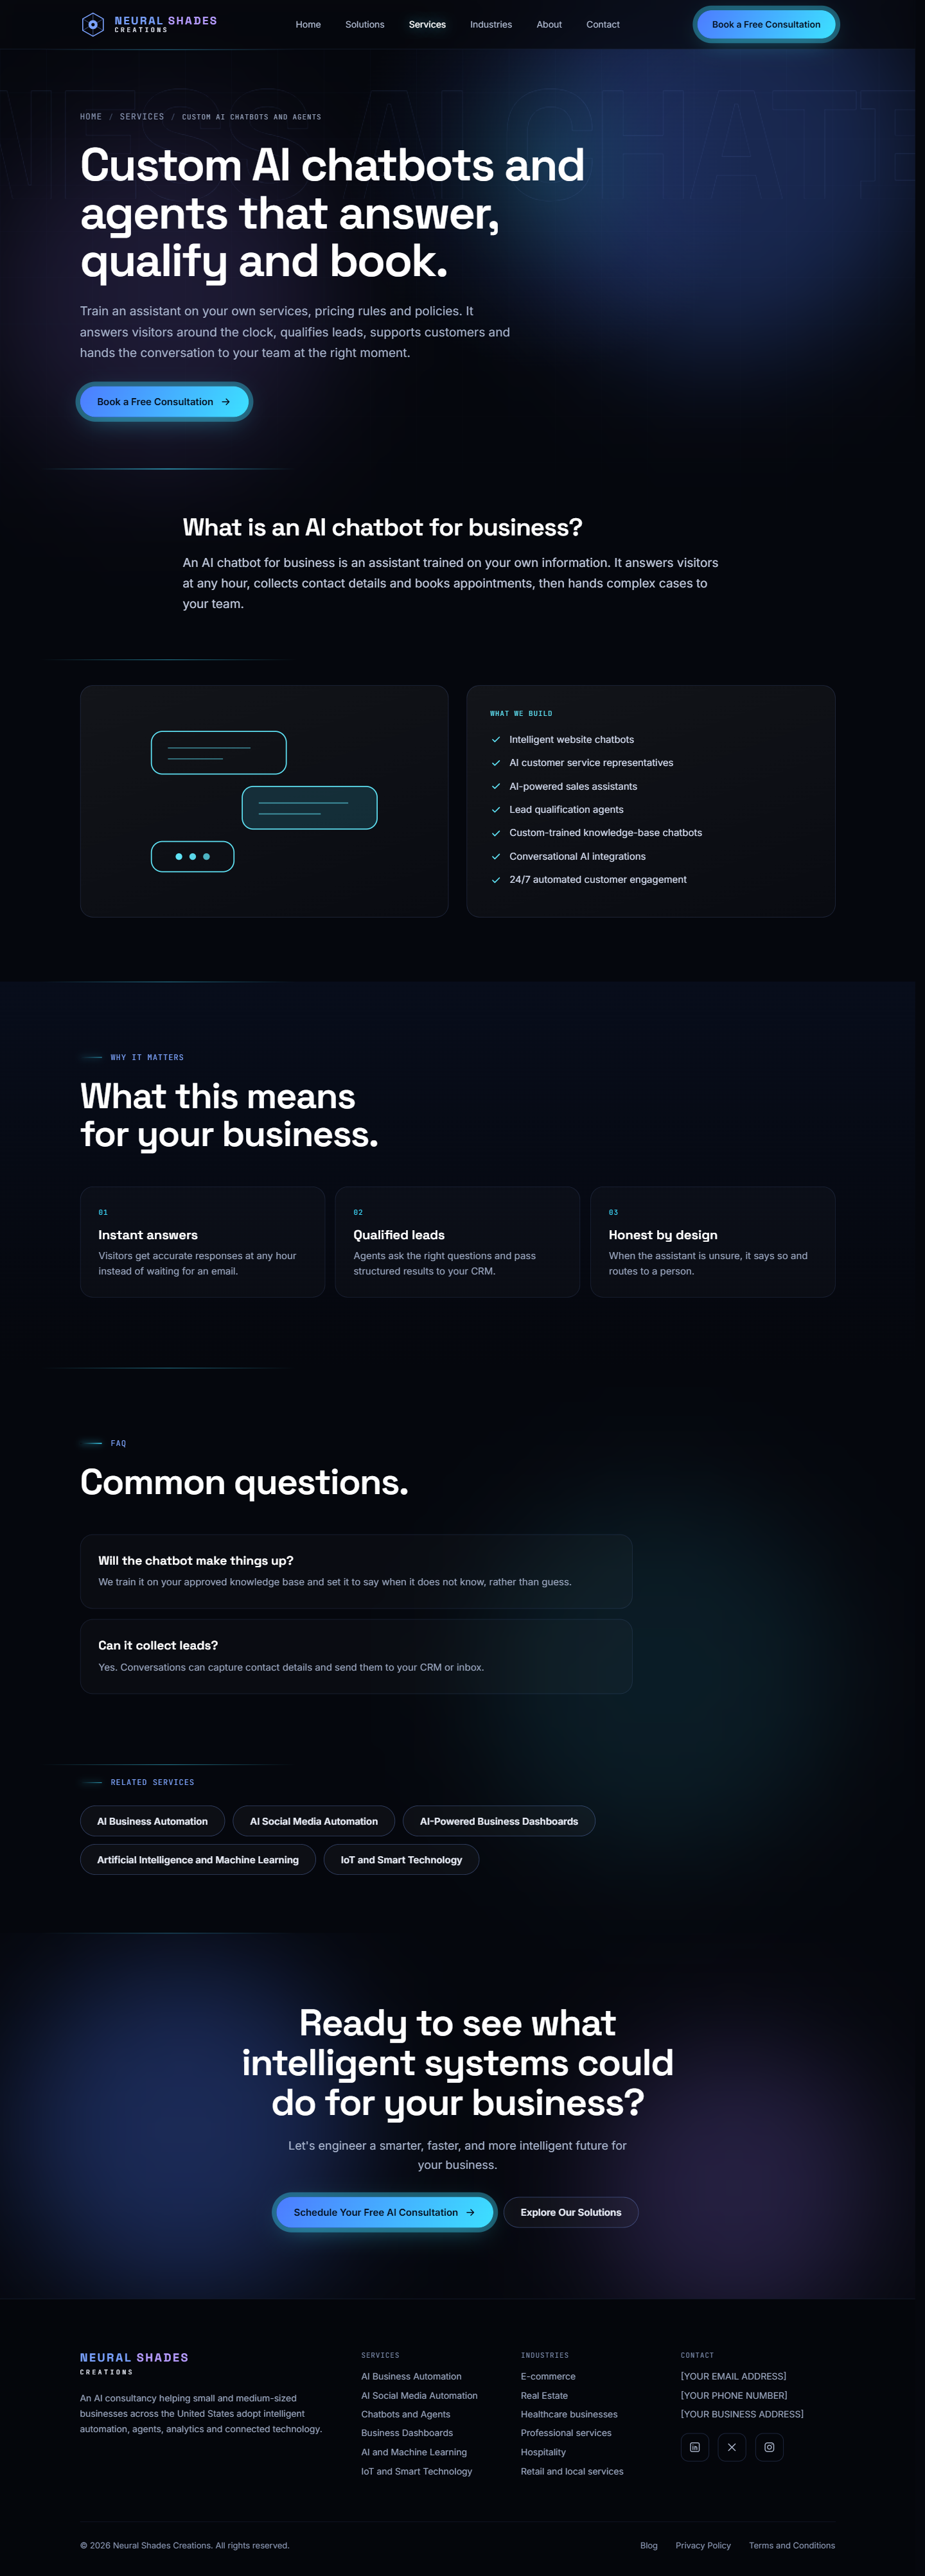 NEURAL SHADES
CREATIONS
Home
Solutions
Services
Industries
About
Contact
Book a Free Consultation
HOME / SERVICES / CUSTOM AI CHATBOTS AND AGENTS
Custom AI chatbots and
agents that answer,
qualify and book.
Train an assistant on your own services, pricing rules and policies. It
answers visitors around the clock, qualifies leads, supports customers and
hands the conversation to your team at the right moment.
Book a Free Consultation →
What is an AI chatbot for business?
An AI chatbot for business is an assistant trained on your own information. It answers visitors
at any hour, collects contact details and books appointments, then hands complex cases to
your team.
WHAT WE BUILD
Intelligent website chatbots
AI customer service representatives
AI-powered sales assistants
Lead qualification agents
Custom-trained knowledge-base chatbots
Conversational AI integrations
24/7 automated customer engagement
WHY IT MATTERS
What this means
for your business.
01
Instant answers
Visitors get accurate responses at any hour
instead of waiting for an email.
02
Qualified leads
Agents ask the right questions and pass
structured results to your CRM.
03
Honest by design
When the assistant is unsure, it says so and
routes to a person.
FAQ
Common questions.
Will the chatbot make things up?
We train it on your approved knowledge base and set it to say when it does not know, rather than guess.
Can it collect leads?
Yes. Conversations can capture contact details and send them to your CRM or inbox.
RELATED SERVICES
AI Business Automation
AI Social Media Automation
AI-Powered Business Dashboards
Artificial Intelligence and Machine Learning
IoT and Smart Technology
Ready to see what
intelligent systems could
do for your business?
Let's engineer a smarter, faster, and more intelligent future for
your business.
Schedule Your Free AI Consultation →
Explore Our Solutions
NEURAL SHADES
CREATIONS
An AI consultancy helping small and medium-sized
businesses across the United States adopt intelligent
automation, agents, analytics and connected technology.
SERVICES
AI Business Automation
AI Social Media Automation
Chatbots and Agents
Business Dashboards
AI and Machine Learning
IoT and Smart Technology
INDUSTRIES
E-commerce
Real Estate
Healthcare businesses
Professional services
Hospitality
Retail and local services
CONTACT
[YOUR EMAIL ADDRESS]
[YOUR PHONE NUMBER]
[YOUR BUSINESS ADDRESS]
© 2026 Neural Shades Creations. All rights reserved.
Blog
Privacy Policy
Terms and Conditions